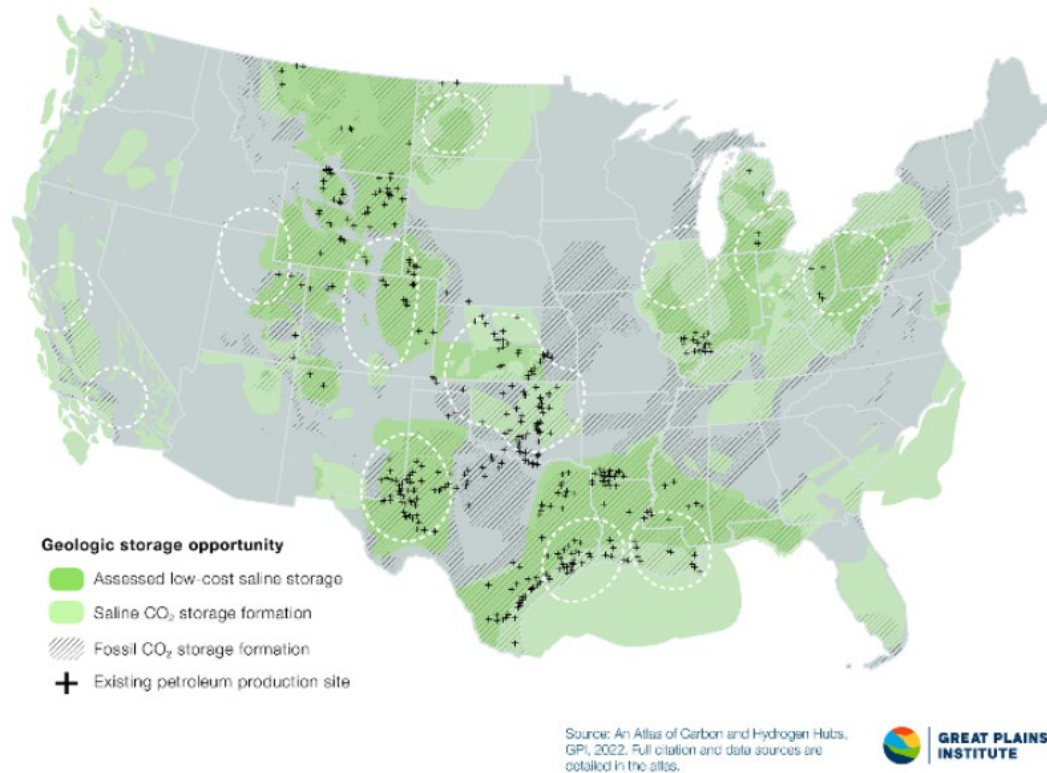 Geologic storage opportunity
Assessed low-cost saline storage
Saline CO₂ storage formation
Fossil CO₂ storage formation
Existing petroleum production site
Source: An Atlas of Carbon and Hydrogen Hubs,
GPI, 2022. Full citation and data sources are
detailed in the atlas.
GREAT PLAINS
INSTITUTE